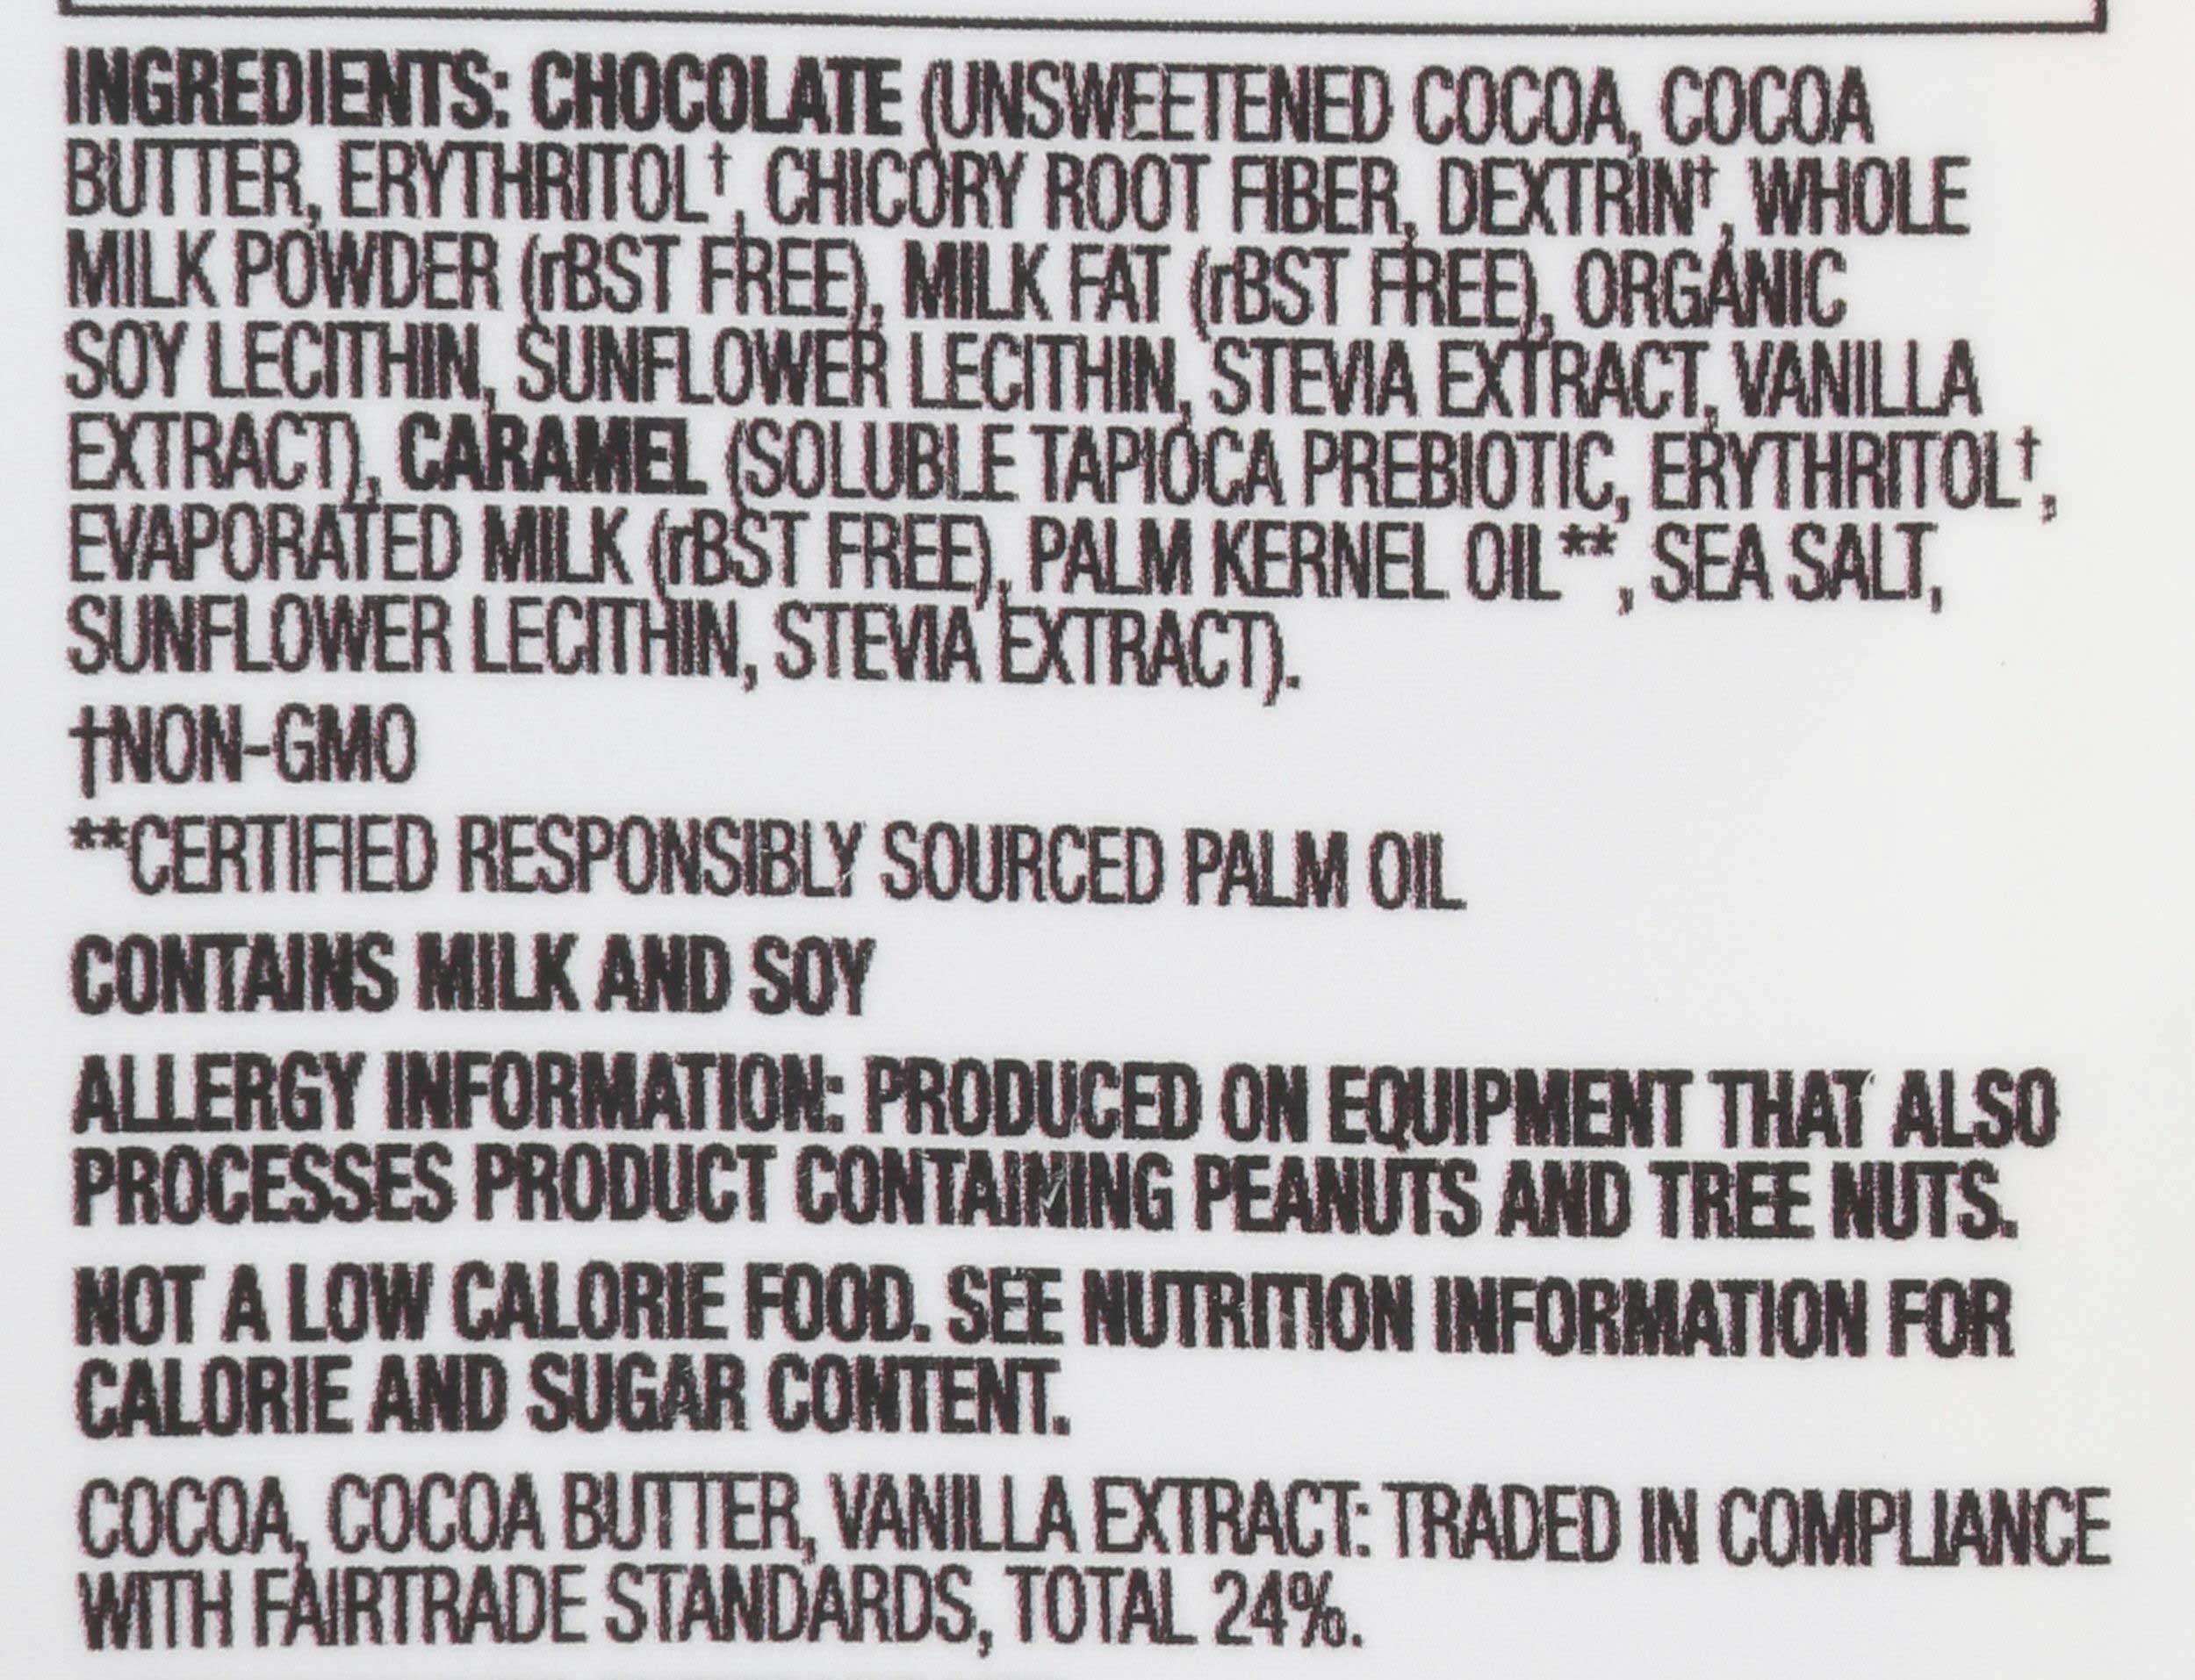 INGREDIENTS: CHOCOLATE (UNSWEETENED COCOA, COCOA
BUTTER, ERYTHRITOL†, CHICORY ROOT FIBER, DEXTRIN†, WHOLE
MILK POWDER (rBST FREE), MILK FAT (rBST FREE), ORGANIC
SOY LECITHIN, SUNFLOWER LECITHIN, STEVIA EXTRACT, VANILLA
EXTRACT), CARAMEL (SOLUBLE TAPIOCA PREBIOTIC, ERYTHRITOL†,
EVAPORATED MILK (rBST FREE), PALM KERNEL OIL**, SEA SALT,
SUNFLOWER LECITHIN, STEVIA EXTRACT).
†NON-GMO
**CERTIFIED RESPONSIBLY SOURCED PALM OIL
CONTAINS MILK AND SOY
ALLERGY INFORMATION: PRODUCED ON EQUIPMENT THAT ALSO
PROCESSES PRODUCT CONTAINING PEANUTS AND TREE NUTS.
NOT A LOW CALORIE FOOD. SEE NUTRITION INFORMATION FOR
CALORIE AND SUGAR CONTENT.
COCOA, COCOA BUTTER, VANILLA EXTRACT: TRADED IN COMPLIANCE
WITH FAIRTRADE STANDARDS, TOTAL 24%.